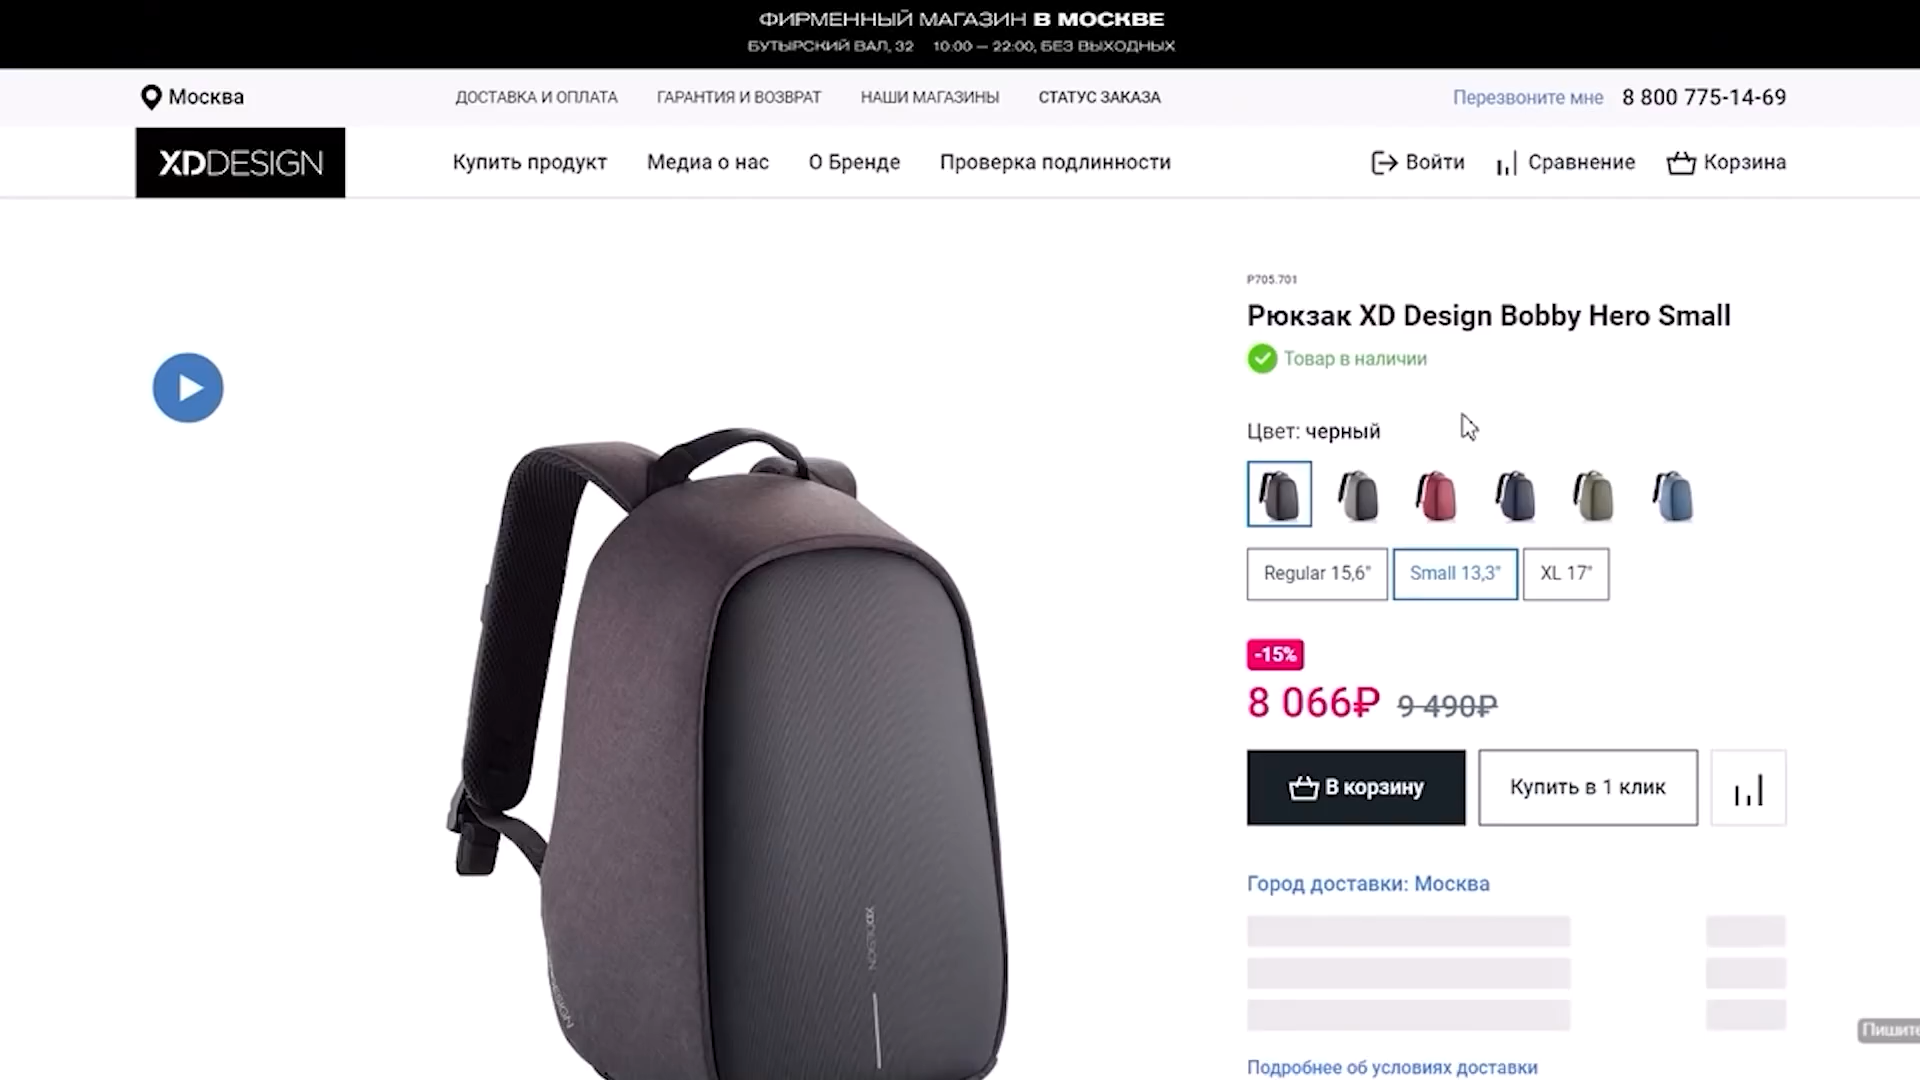 ФИРМЕННЫЙ МАГАЗИН В МОСКВЕ
БУТЫРСКИЙ ВАЛ, 32 10:00 — 22:00, БЕЗ ВЫХОДНЫХ
Москва
ДОСТАВКА И ОПЛАТА
ГАРАНТИЯ И ВОЗВРАТ
НАШИ МАГАЗИНЫ
СТАТУС ЗАКАЗА
Перезвоните мне
8 800 775-14-69
XDDESIGN
Купить продукт
Медиа о нас
О Бренде
Проверка подлинности
Войти
Сравнение
Корзина
P705.701
Рюкзак XD Design Bobby Hero Small
Товар в наличии
Цвет: черный
Regular 15,6"
Small 13,3"
XL 17"
-15%
8 066₽ 9 490₽
В корзину
Купить в 1 клик
Город доставки: Москва
Подробнее об условиях доставки
XDDESIGN
DESIGN
Пишите